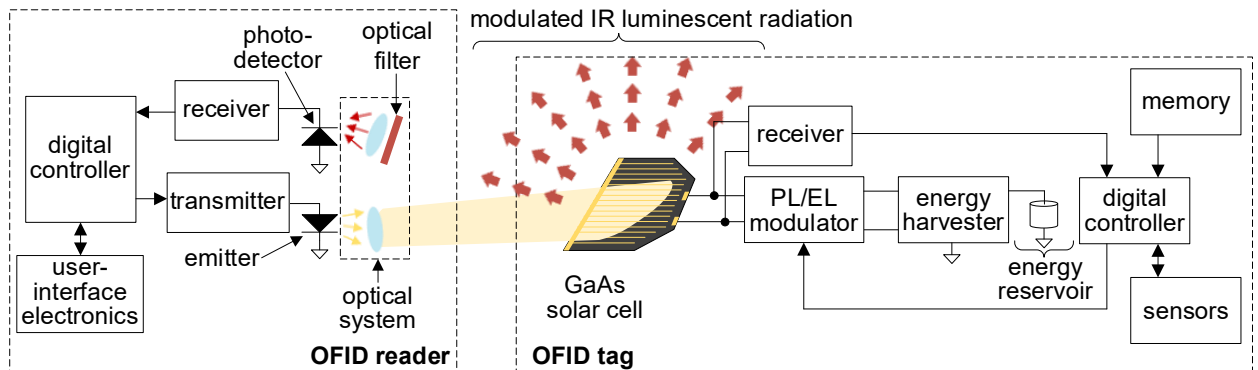 modulated IR luminescent radiation
photo-
detector
optical
filter
receiver
digital
controller
transmitter
emitter
user-
interface
electronics
optical
system
OFID reader
GaAs
solar cell
receiver
PL/EL
modulator
energy
harvester
energy
reservoir
memory
digital
controller
sensors
OFID tag